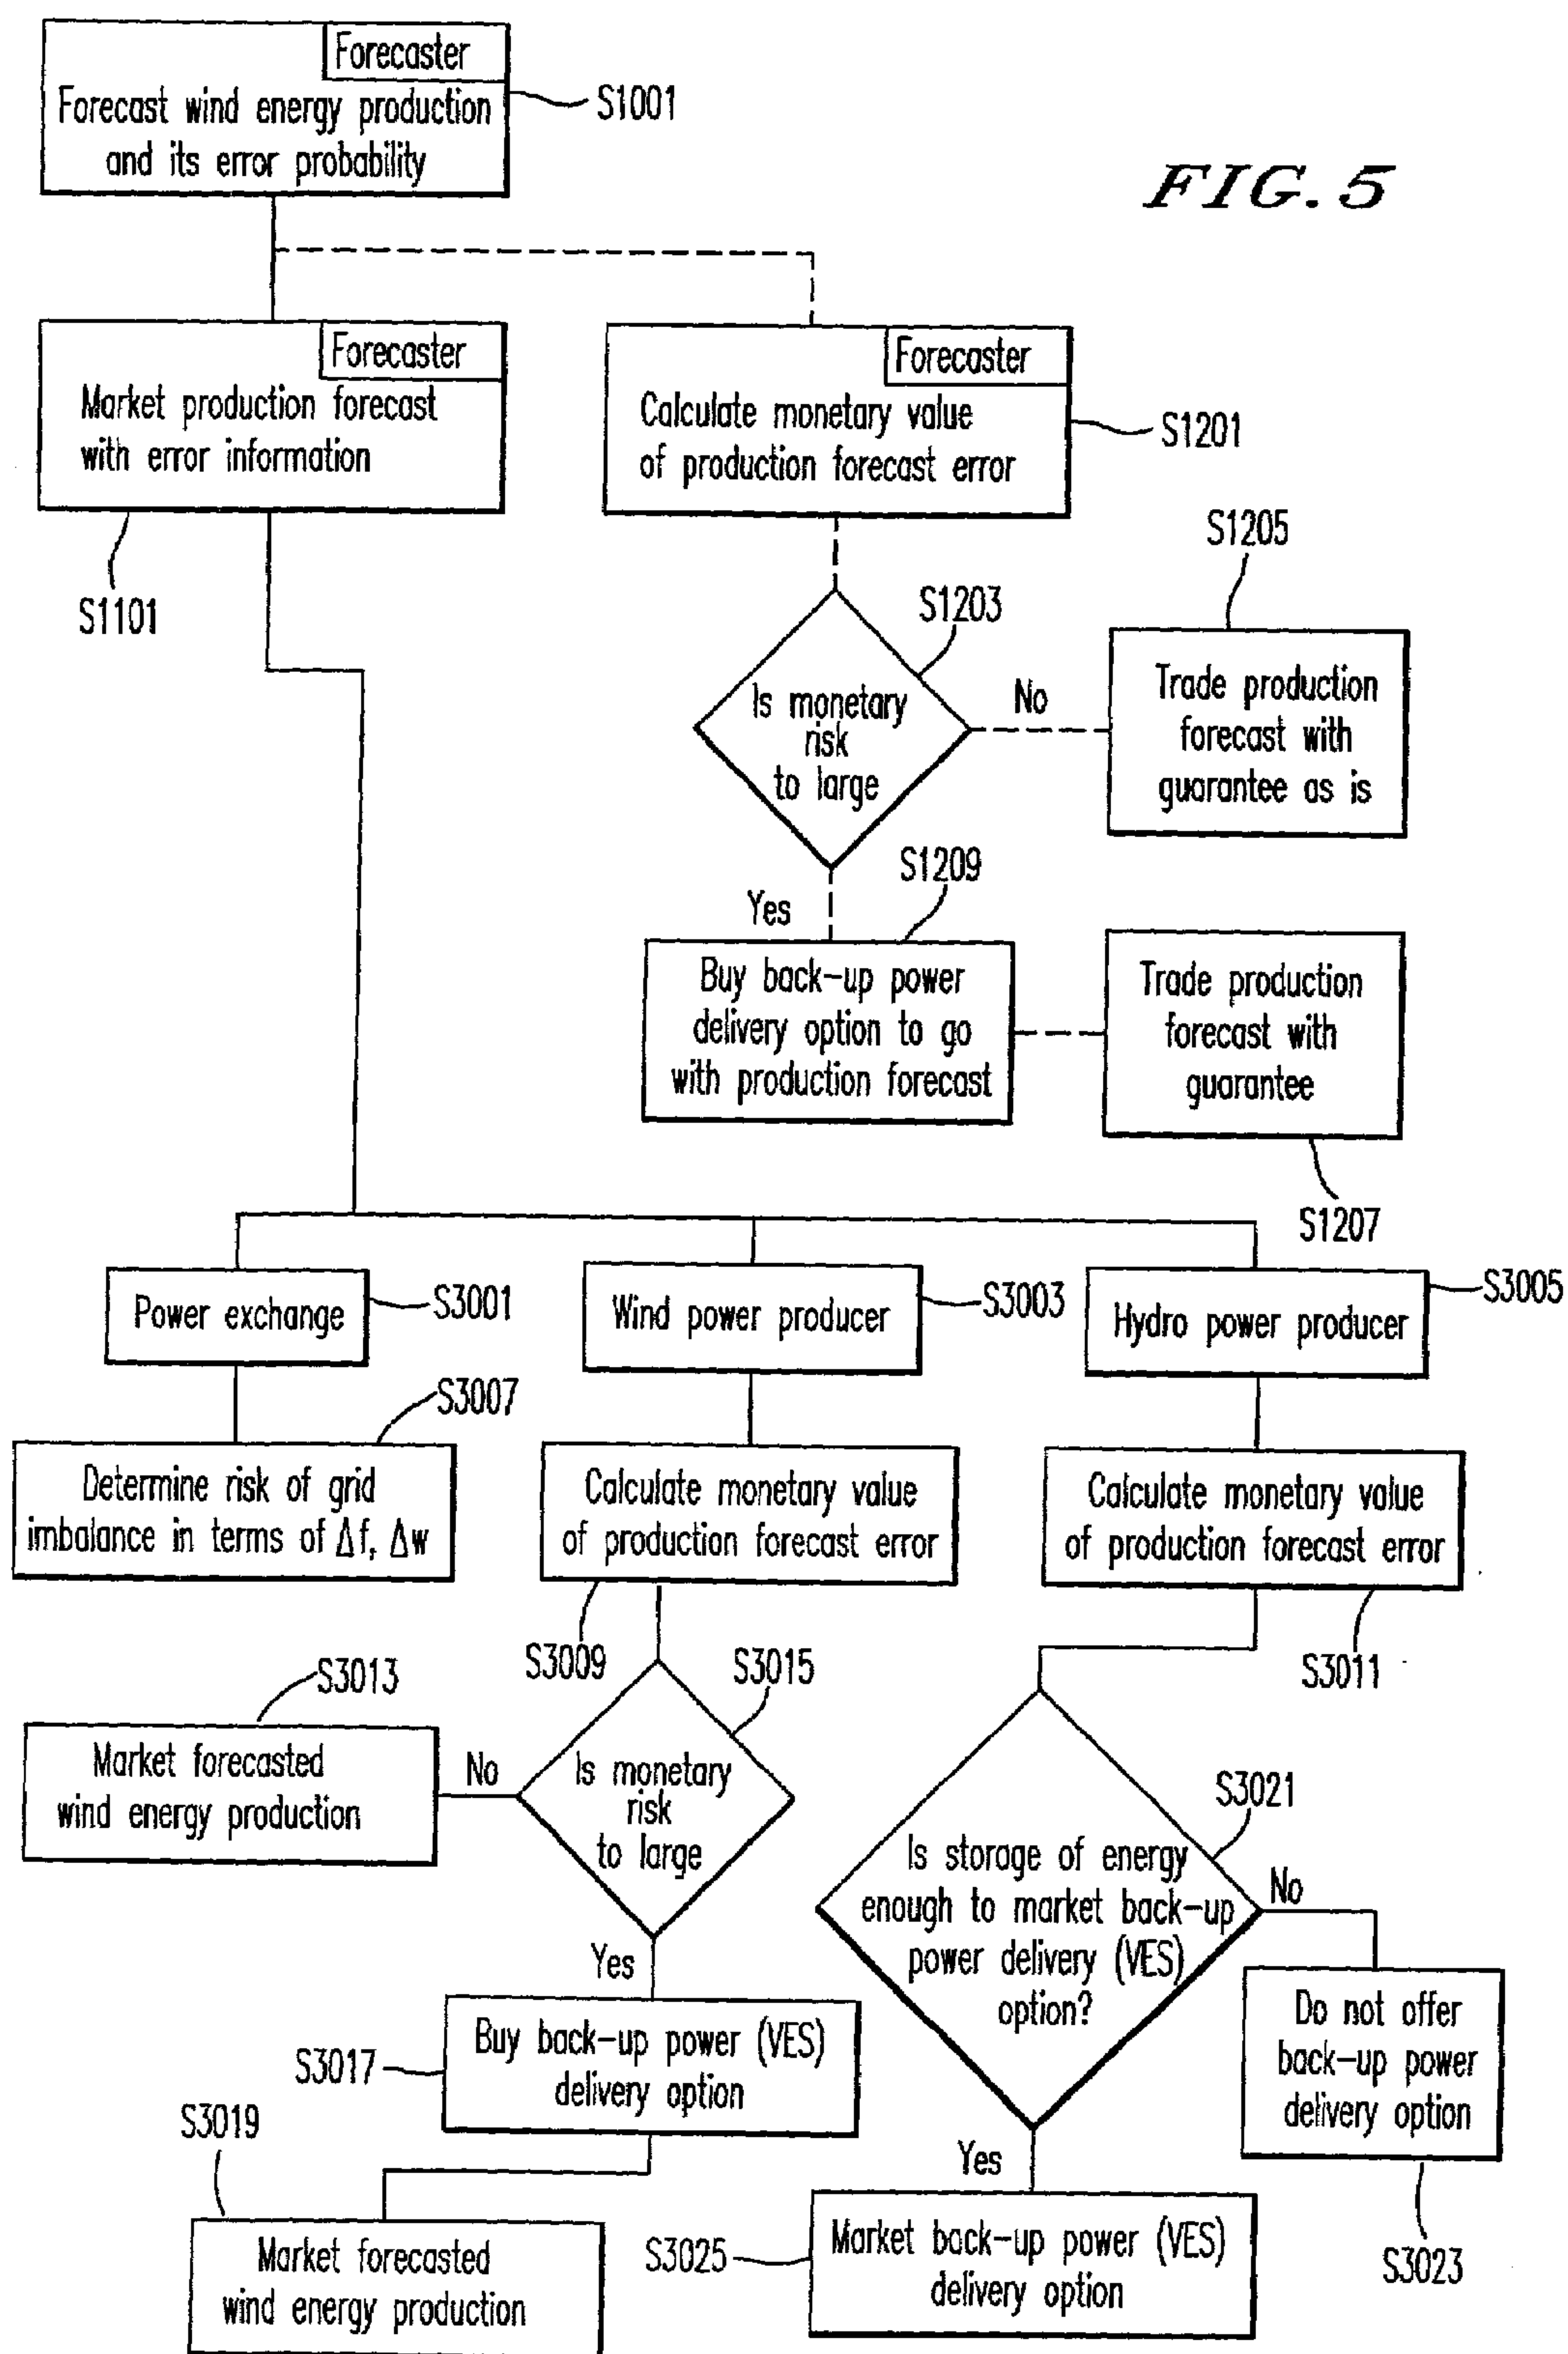 Forecaster
Forecast wind energy production
and its error probability
S1001
FIG. 5
Forecaster
Market production forecast
with error information
S1101
Forecaster
Calculate monetary value
of production forecast error
S1201
S1203
Is monetary
risk
to large
No
S1205
Trade production
forecast with
guarantee as is
Yes
S1209
Buy back-up power
delivery option to go
with production forecast
Trade production
forecast with
guarantee
S1207
Power exchange
S3001
Wind power producer
S3003
Hydro power producer
S3005
S3007
Determine risk of grid
imbalance in terms of Δf, Δw
Calculate monetary value
of production forecast error
S3009
Calculate monetary value
of production forecast error
S3011
S3013
Market forecasted
wind energy production
No
S3015
Is monetary
risk
to large
Yes
S3021
Is storage of energy
enough to market back-up
power delivery (VES)
option?
No
Do not offer
back-up power
delivery option
S3023
S3017
Buy back-up power (VES)
delivery option
S3019
Market forecasted
wind energy production
Yes
S3025
Market back-up power (VES)
delivery option